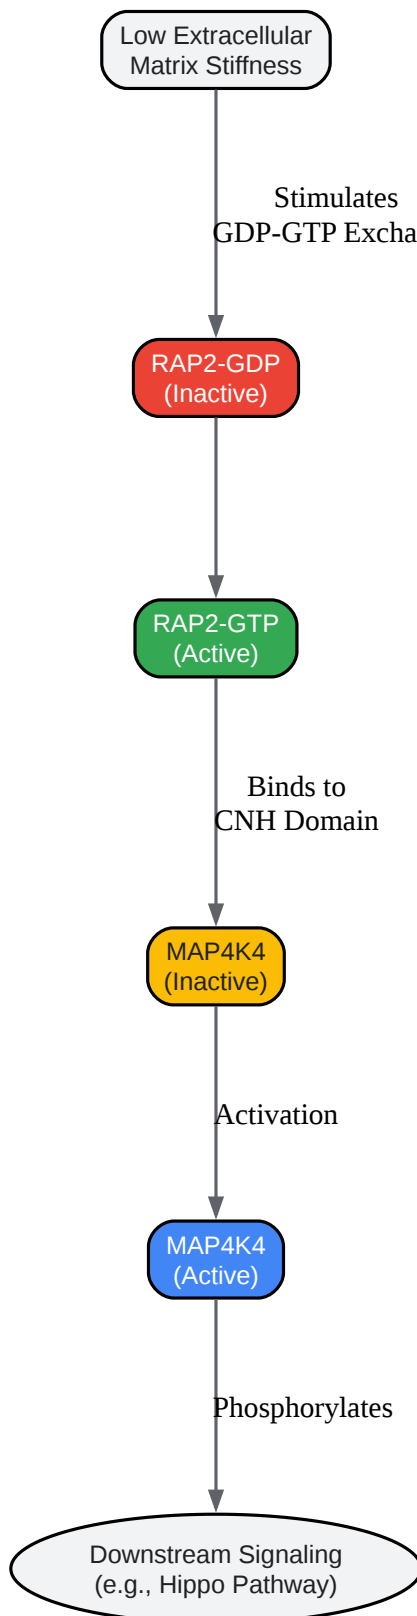 Low Extracellular
Matrix Stiffness
Stimulates
GDP-GTP Excha
RAP2-GDP
(Inactive)
RAP2-GTP
(Active)
Binds to
CNH Domain
MAP4K4
(Inactive)
Activation
MAP4K4
(Active)
Phosphorylates
Downstream Signaling
(e.g., Hippo Pathway)